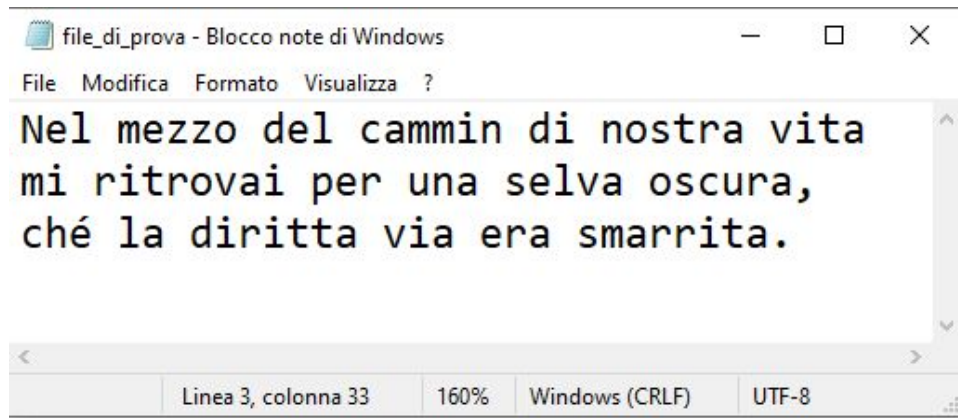 file_di_prova - Blocco note di Windows
File Modifica Formato Visualizza ?
Nel mezzo del cammin di nostra vita
mi ritrovai per una selva oscura,
ché la diritta via era smarrita.
Linea 3, colonna 33 160% Windows (CRLF) UTF-8